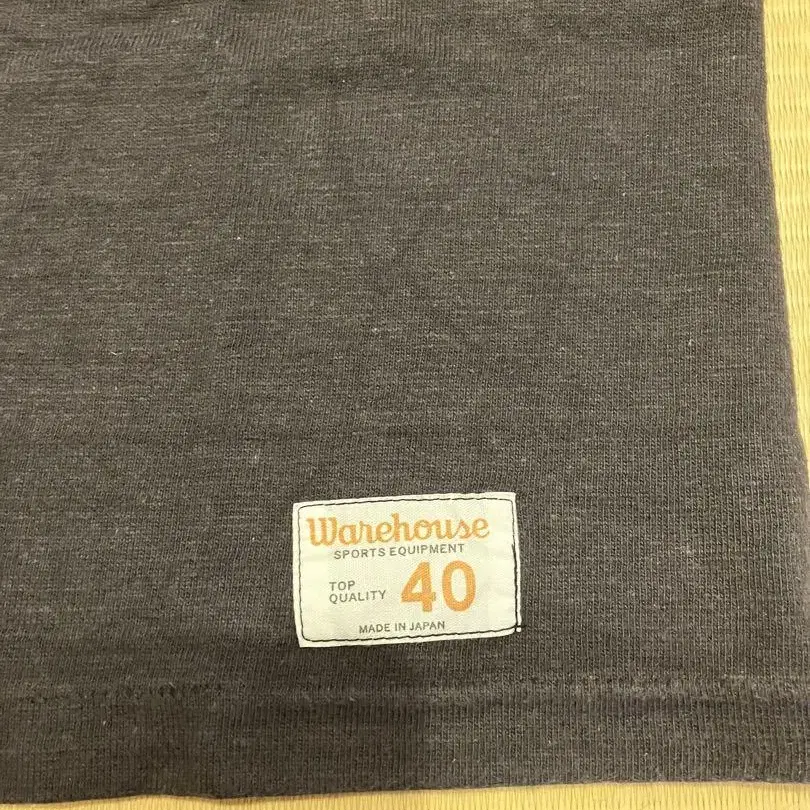 Warehouse
SPORTS EQUIPMENT
TOP
QUALITY
40
MADE IN JAPAN